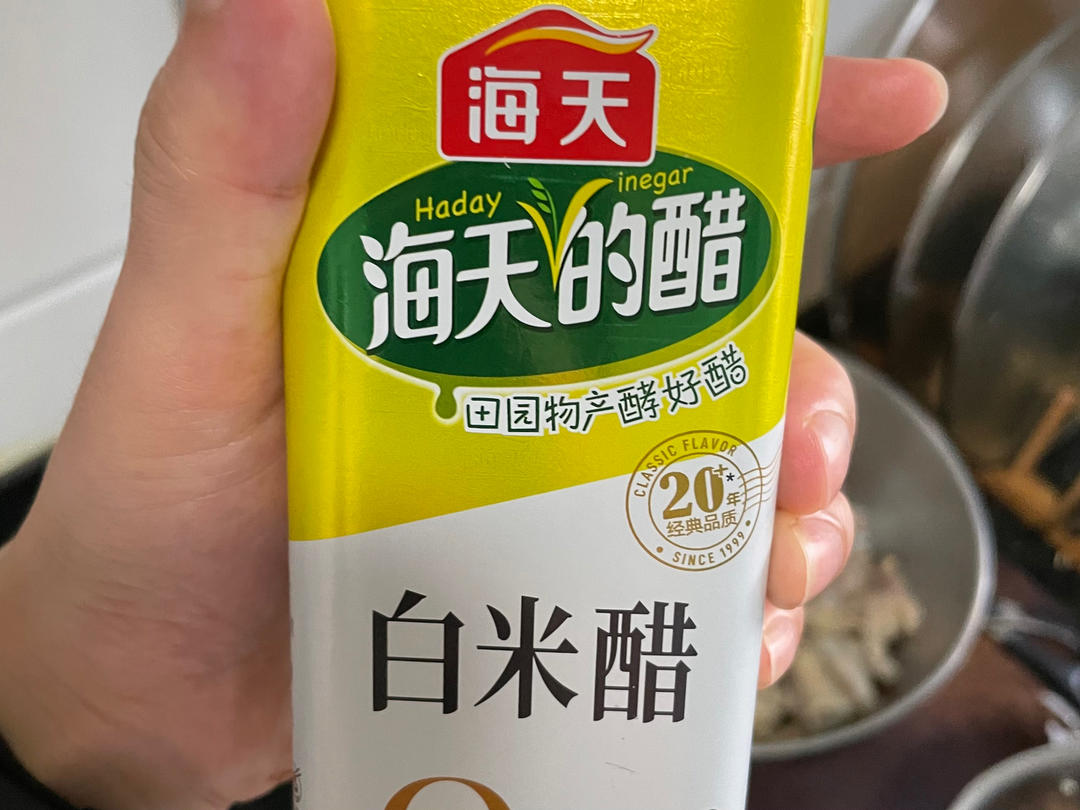 海天
Haday Vinegar
海天的醋
田园物产酵好醋
CLASSIC FLAVOR
20+*年
经典品质
SINCE 1999
白米醋